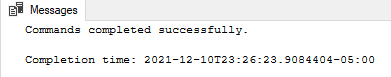 Messages
Commands completed successfully.
Completion time: 2021-12-10T23:26:23.9084404-05:00